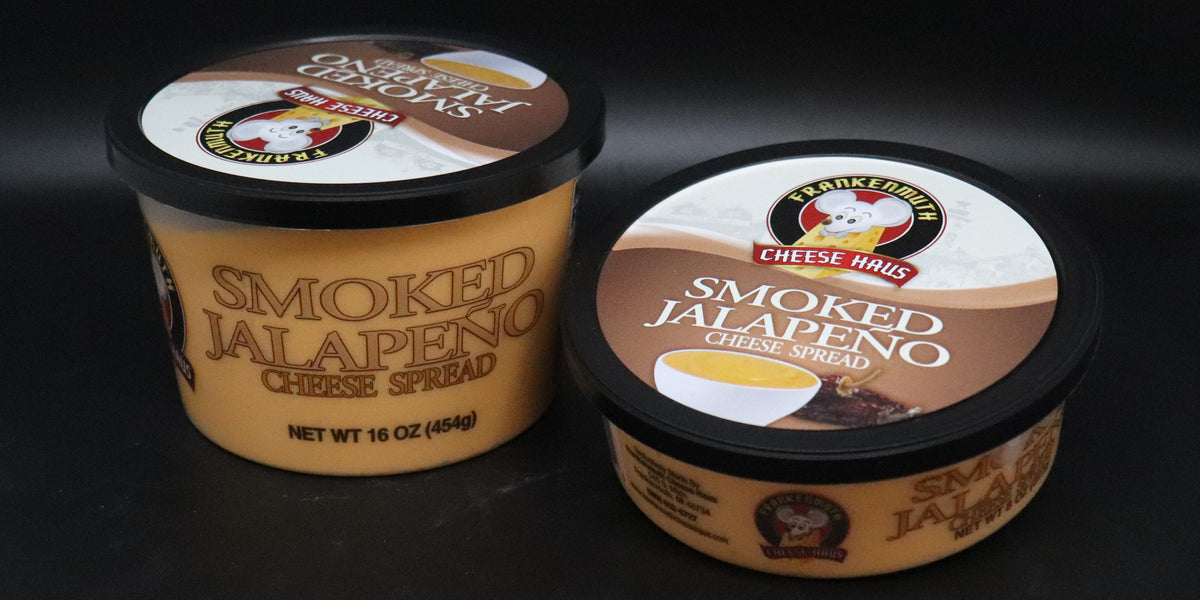 SMOKED
JALAPEÑO
CHEESE SPREAD
CHEESE HAUS
FRANKENMUTH
SMOKED
JALAPEÑO
CHEESE SPREAD
NET WT 16 OZ (454g)
FRANKENMUTH
CHEESE HAUS
SMOKED
JALAPEÑO
CHEESE SPREAD
FRANKENMUTH
CHEESE HAUS